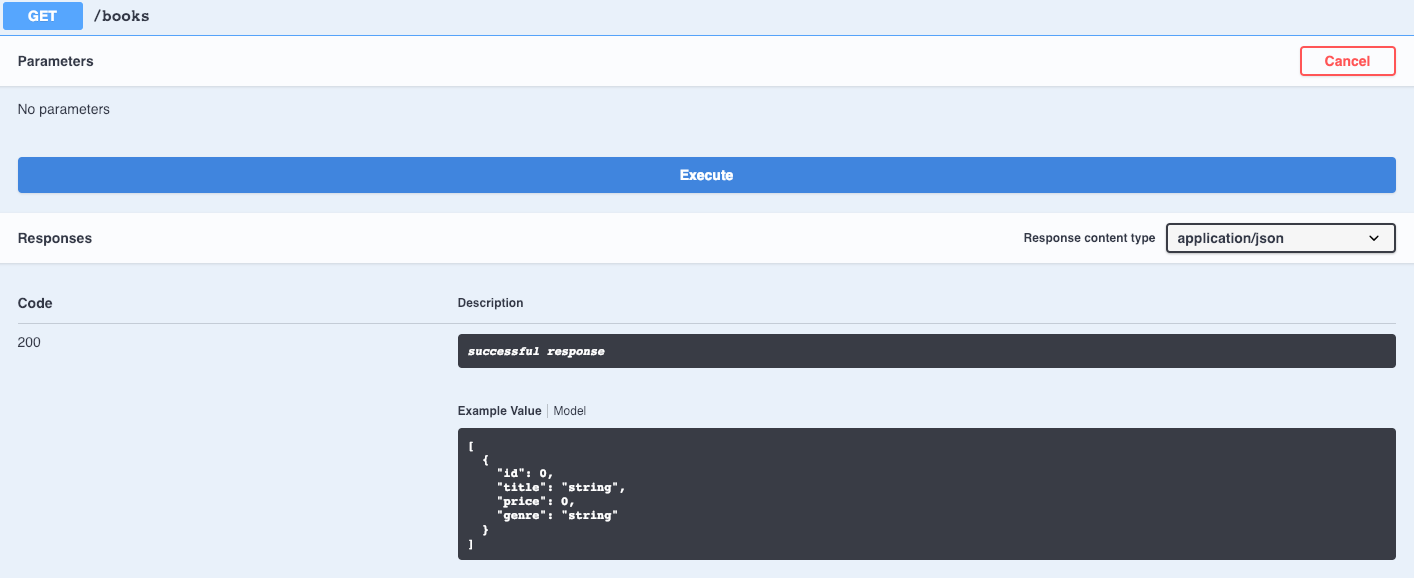 GET /books
Parameters Cancel
No parameters
Execute
Responses Response content type application/json
Code Description
200 successful response
Example Value Model
[
  {
    "id": 0,
    "title": "string",
    "price": 0,
    "genre": "string"
  }
]